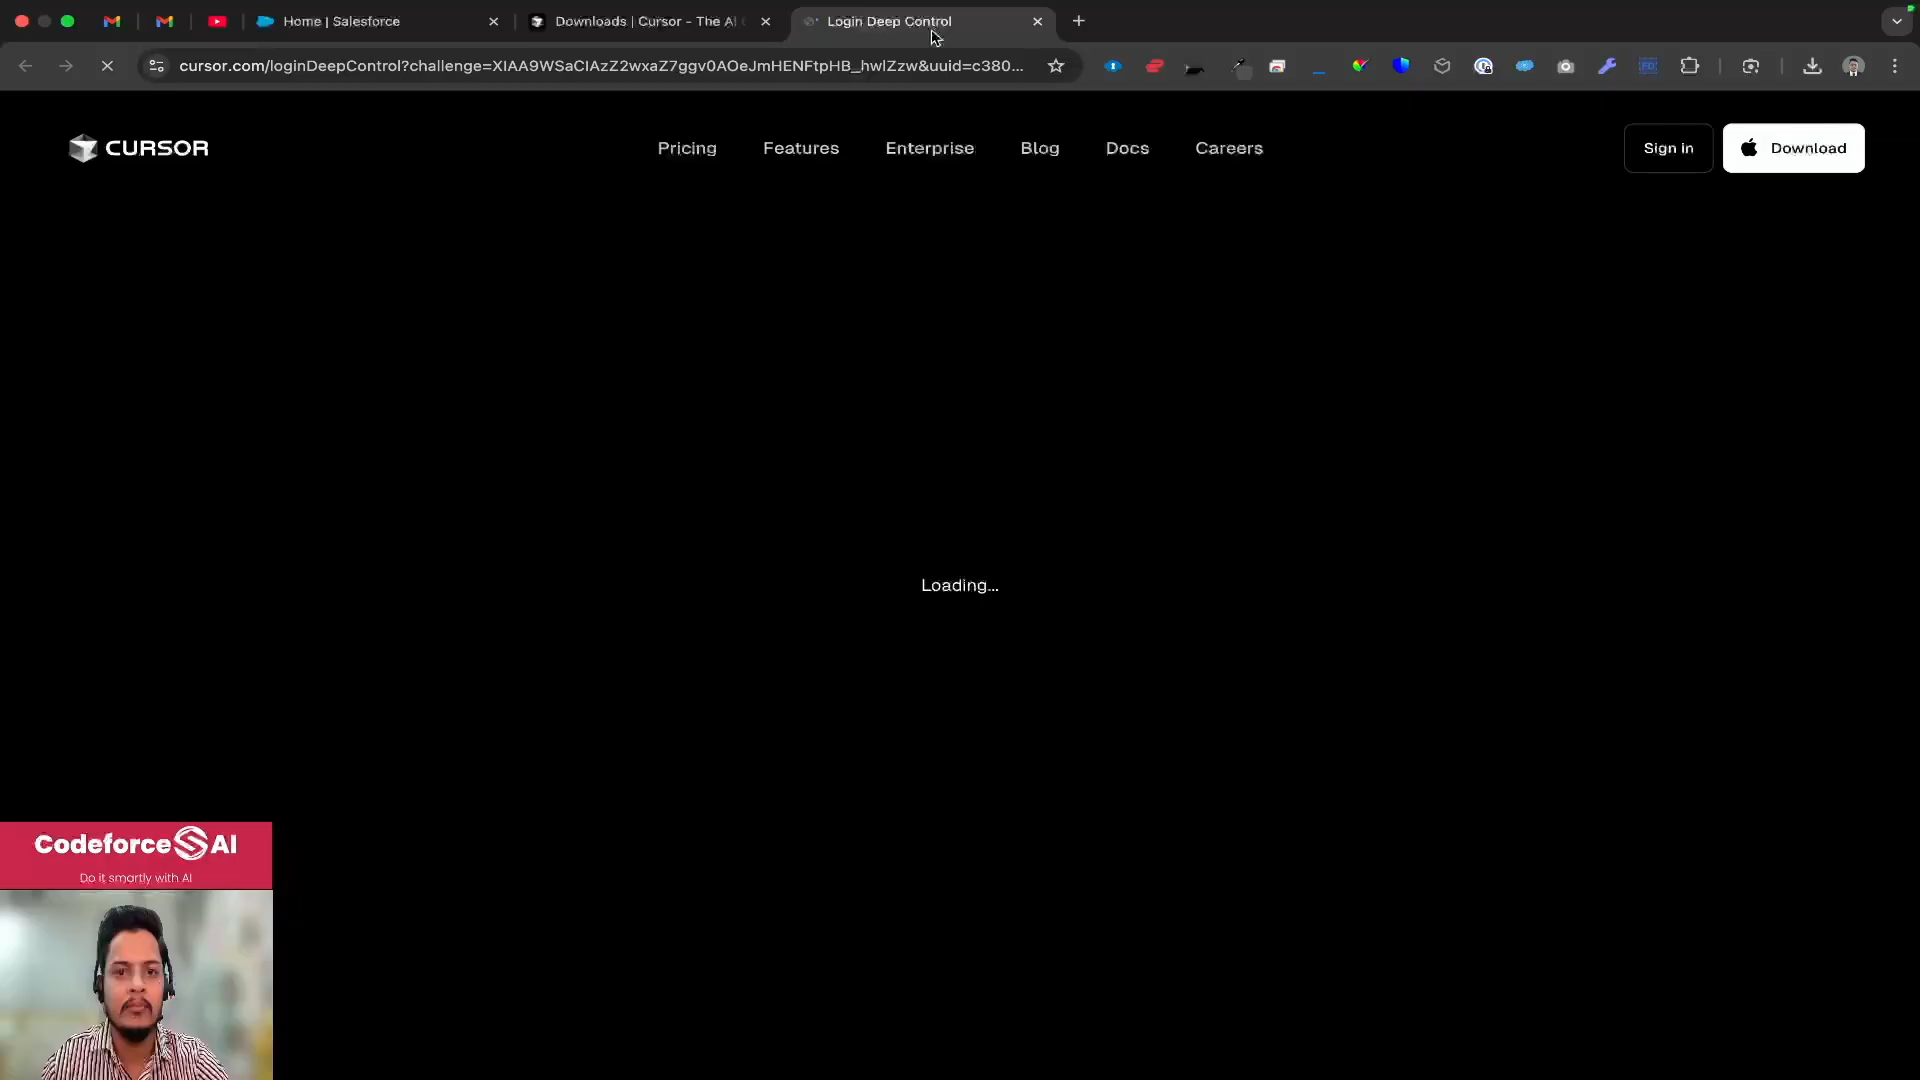 Home | Salesforce
Downloads | Cursor - The AI
Login Deep Control
cursor.com/loginDeepControl?challenge=XIAA9WSaCIAzZ2wxaZ7ggv0AOeJmHENFtpHB_hwlZzw&uuid=c380...
CURSOR
Pricing
Features
Enterprise
Blog
Docs
Careers
Sign in
Download
Loading...
Codeforce AI
Do it smartly with AI